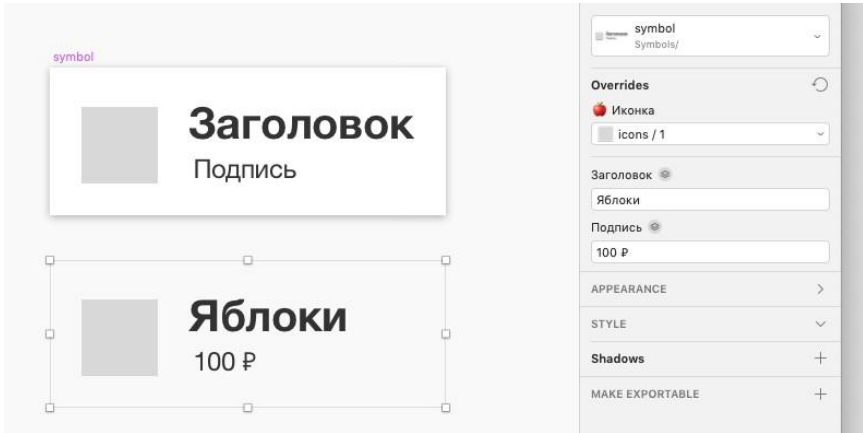 symbol
Заголовок
Подпись
Яблоки
100 ₽
symbol
Symbols/
Overrides
Иконка
icons / 1
Заголовок
Яблоки
Подпись
100 ₽
APPEARANCE
STYLE
Shadows
MAKE EXPORTABLE